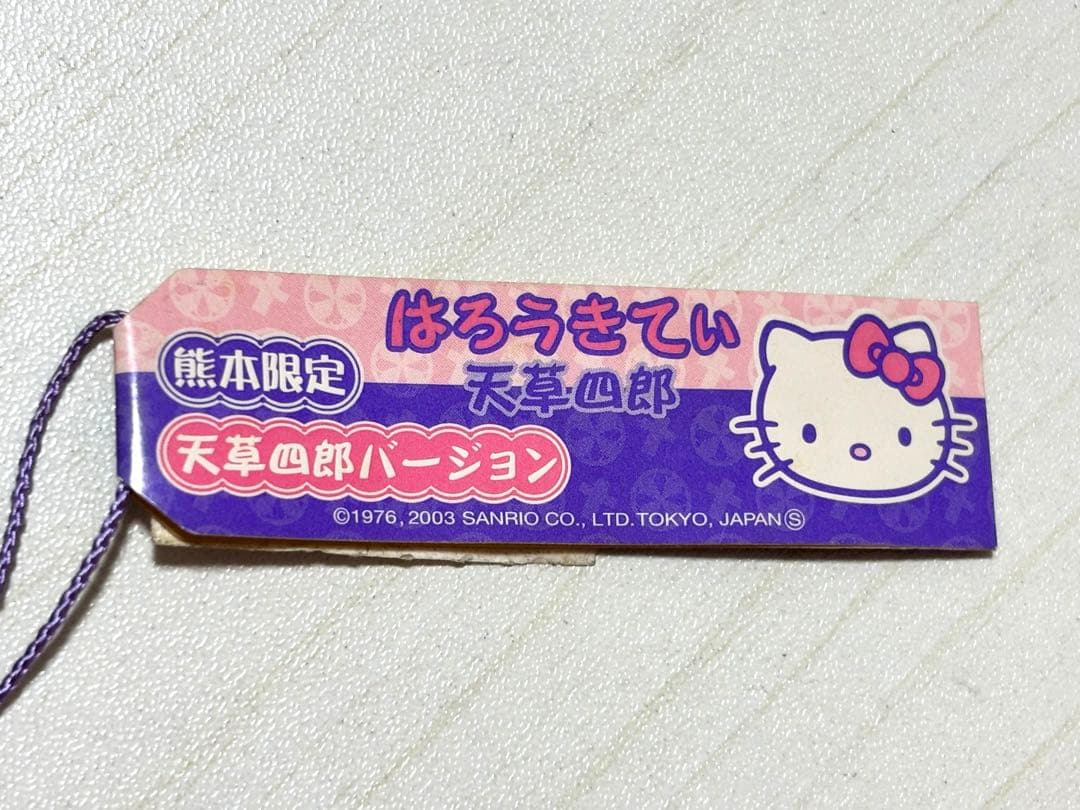 はろうきてぃ
天草四郎
熊本限定
天草四郎バージョン
©1976, 2003 SANRIO CO., LTD.TOKYO, JAPANⓈ